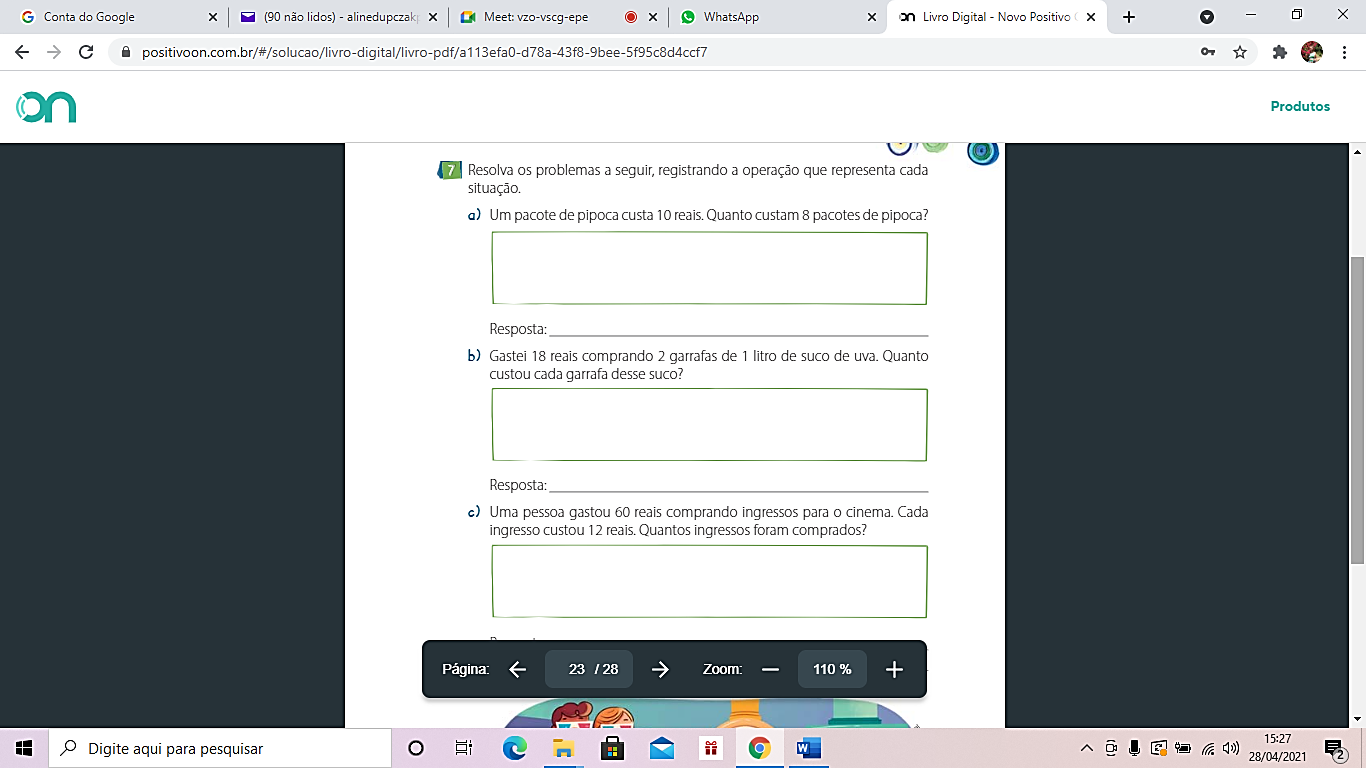 Conta do Google
(90 não lidos) - alinedupczak
Meet: vzo-vscg-epe
WhatsApp
Livro Digital - Novo Positivo
positivoon.com.br/#/solucao/livro-digital/livro-pdf/a113efa0-d78a-43f8-9bee-5f95c8d4ccf7
on
Produtos
7 Resolva os problemas a seguir, registrando a operação que representa cada
situação.
a) Um pacote de pipoca custa 10 reais. Quanto custam 8 pacotes de pipoca?
Resposta:
b) Gastei 18 reais comprando 2 garrafas de 1 litro de suco de uva. Quanto
custou cada garrafa desse suco?
Resposta:
c) Uma pessoa gastou 60 reais comprando ingressos para o cinema. Cada
ingresso custou 12 reais. Quantos ingressos foram comprados?
Página: 23 / 28 Zoom: 110 %
Digite aqui para pesquisar
15:27
28/04/2021
2